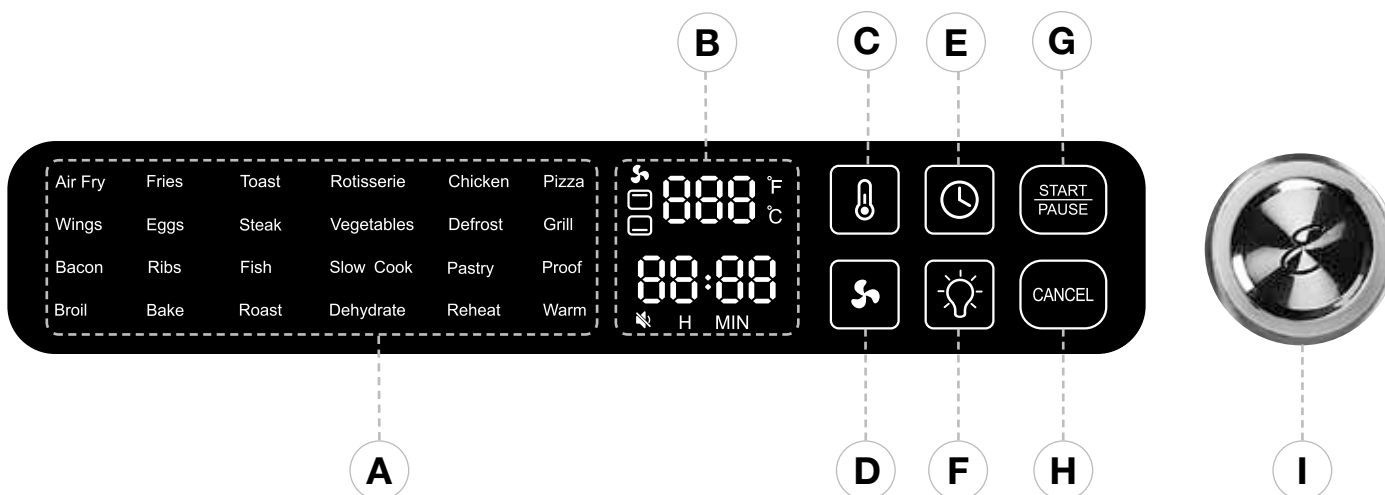 B C E G
Air Fry Fries Toast Rotisserie Chicken Pizza
Wings Eggs Steak Vegetables Defrost Grill
Bacon Ribs Fish Slow Cook Pastry Proof
Broil Bake Roast Dehydrate Reheat Warm
888 °F
°C
88:88
H MIN
START
PAUSE
CANCEL
A D F H I